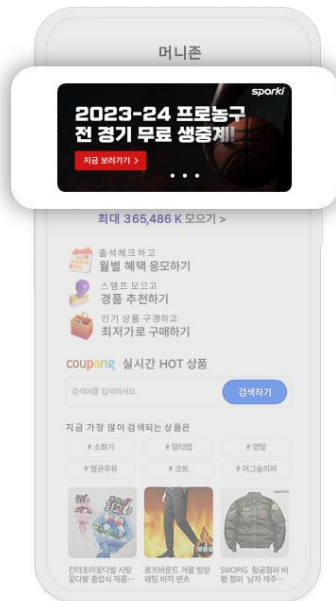 머니존
sporki
2023-24 프로농구
전 경기 무료 생중계!
지금 보러가기 >
최대 365,486 K 모으기 >
출석체크 하고
월별 혜택 응모하기
스탬프 모으고
경품 추천하기
인기 상품 구경하고
최저가로 구매하기
coupang 실시간 HOT 상품
검색어를 입력하세요.
검색하기
지금 가장 많이 검색되는 상품은
# 소화기 # 멀티탭 # 양말
# 멸균우유 # 코트 # 어그슬리퍼
SMOPIG
킨더조이꽃다발 사탕 로즈바운드 겨울 방한 SMOPIG 항공점퍼 비
꽃다발 졸업식 재롱… 패딩 바지 팬츠 행 점퍼 남자 캐주…